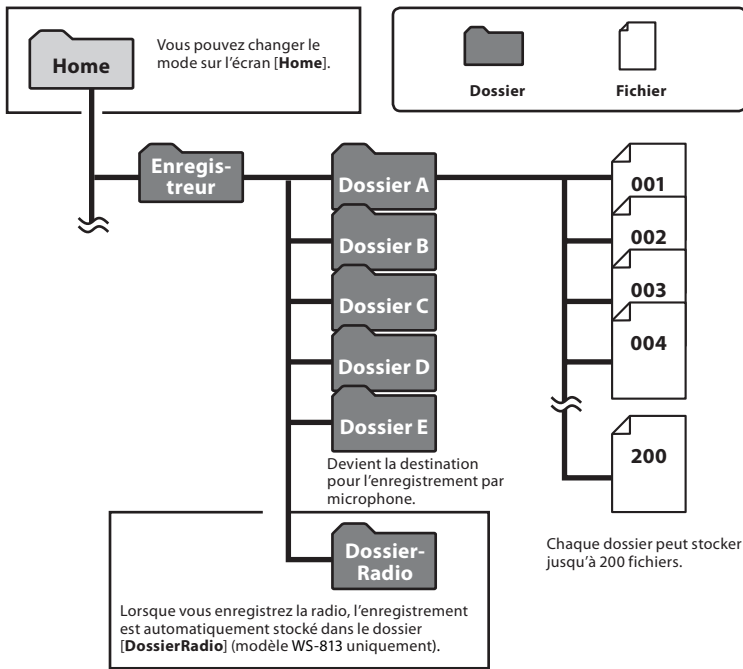 Home
Vous pouvez changer le
mode sur l'écran [Home].
Dossier
Fichier
Enregis-
treur
Dossier A
Dossier B
Dossier C
Dossier D
Dossier E
Devient la destination
pour l'enregistrement par
microphone.
001
002
003
004
200
Chaque dossier peut stocker
jusqu'à 200 fichiers.
Dossier-
Radio
Lorsque vous enregistrez la radio, l'enregistrement
est automatiquement stocké dans le dossier
[DossierRadio] (modèle WS-813 uniquement).